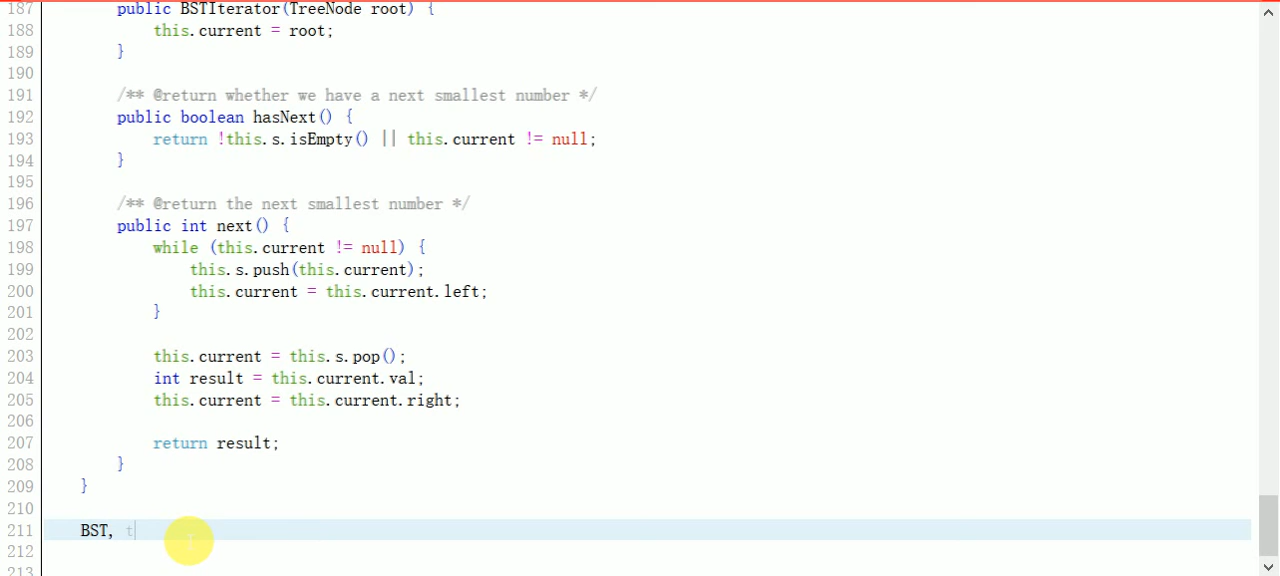 187 public BSTIterator(TreeNode root) {
188 this.current = root;
189 }
190
191 /** @return whether we have a next smallest number */
192 public boolean hasNext() {
193 return !this.s.isEmpty() || this.current != null;
194 }
195
196 /** @return the next smallest number */
197 public int next() {
198 while (this.current != null) {
199 this.s.push(this.current);
200 this.current = this.current.left;
201 }
202
203 this.current = this.s.pop();
204 int result = this.current.val;
205 this.current = this.current.right;
206
207 return result;
208 }
209 }
210
211 BST, t
212
213